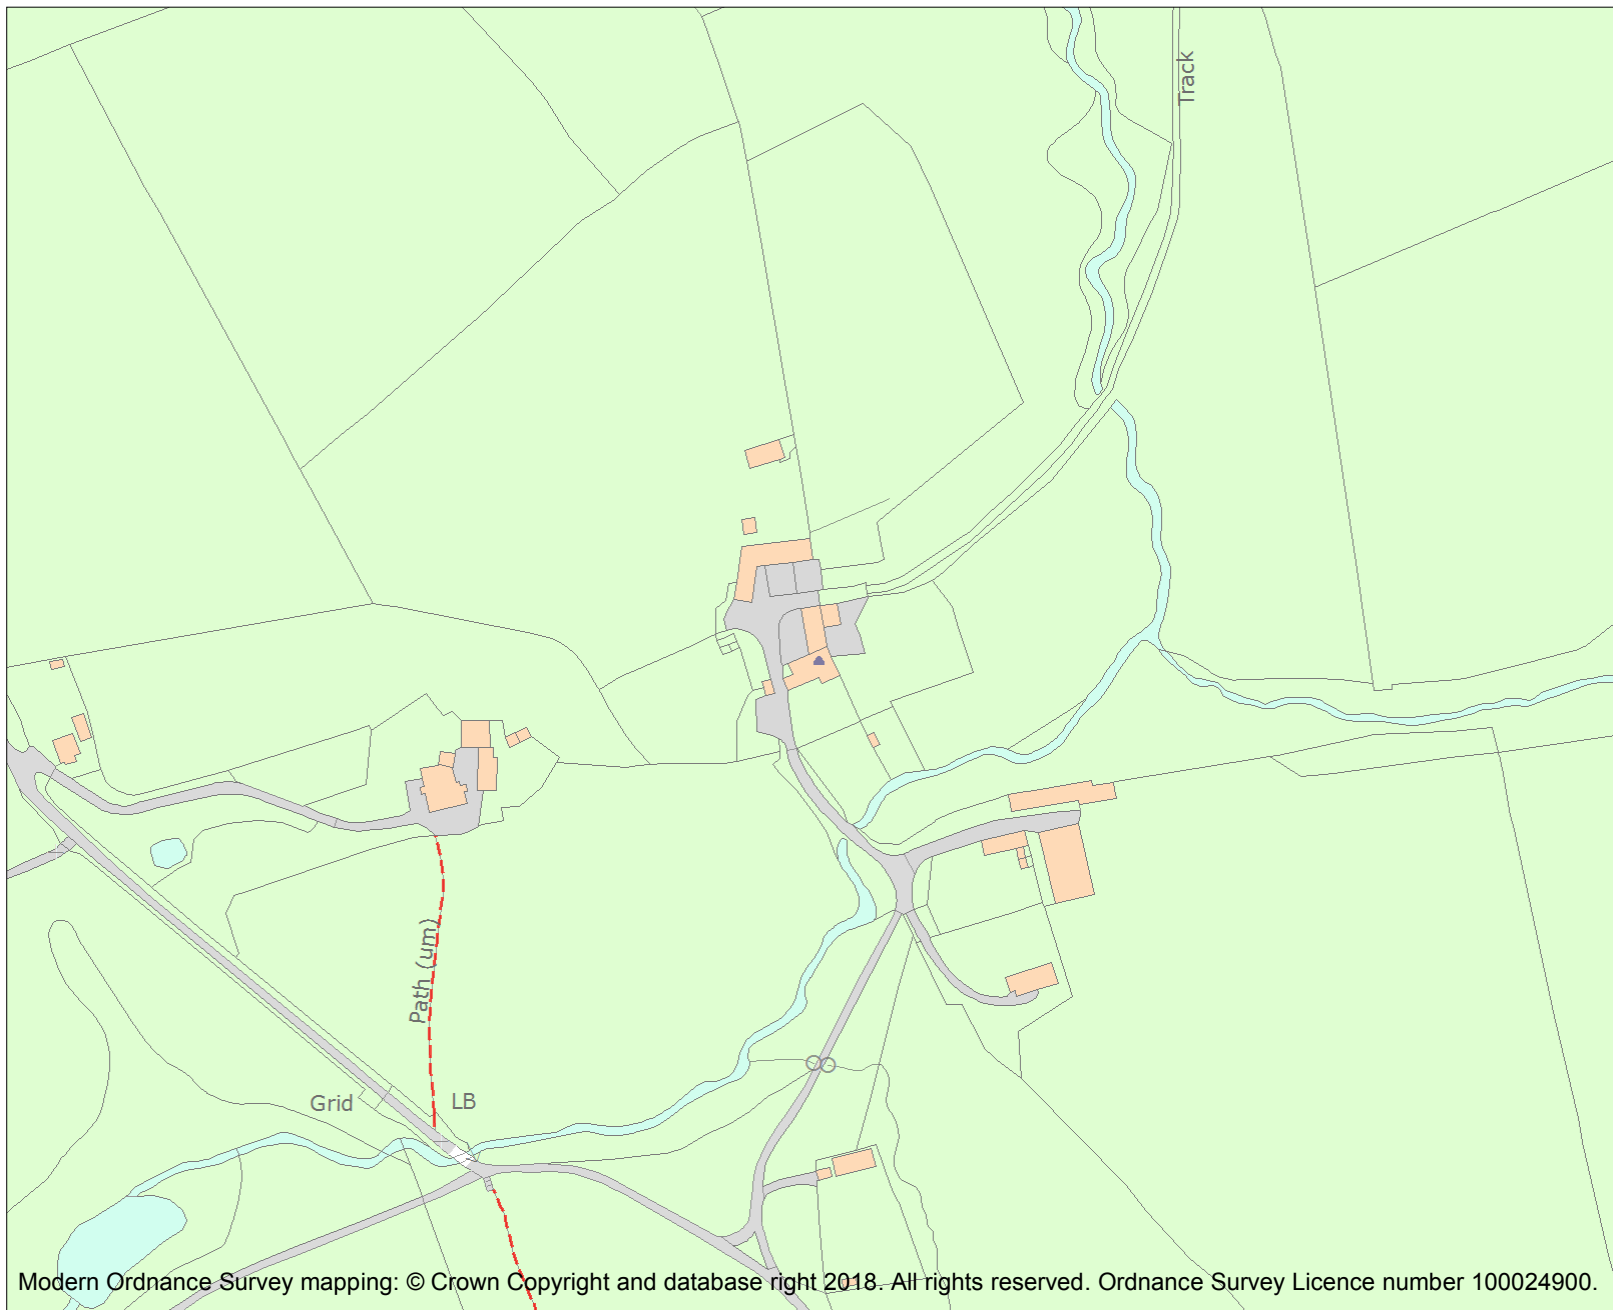 Track
Path (um)
Grid
LB
Modern Ordnance Survey mapping: © Crown Copyright and database right 2018. All rights reserved. Ordnance Survey Licence number 100024900.